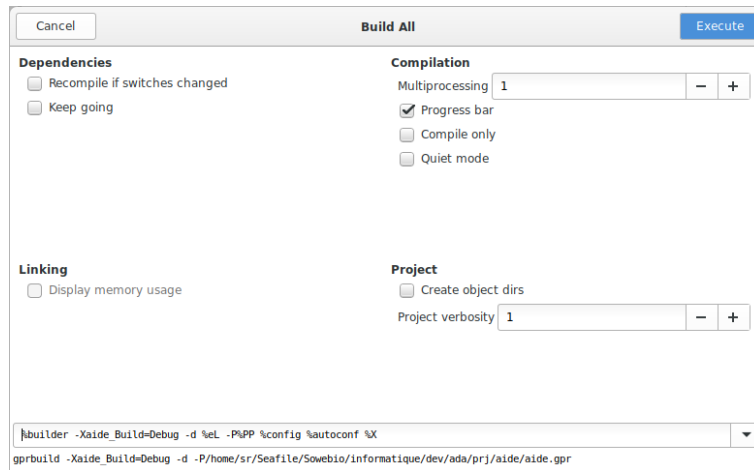 Cancel Build All Execute
Dependencies
Recompile if switches changed
Keep going
Compilation
Multiprocessing 1 − +
Progress bar
Compile only
Quiet mode
Linking
Display memory usage
Project
Create object dirs
Project verbosity 1 − +
%builder -Xaide_Build=Debug -d %eL -P%PP %config %autoconf %X
gprbuild -Xaide_Build=Debug -d -P/home/sr/Seafile/Sowebio/informatique/dev/ada/prj/aide/aide.gpr